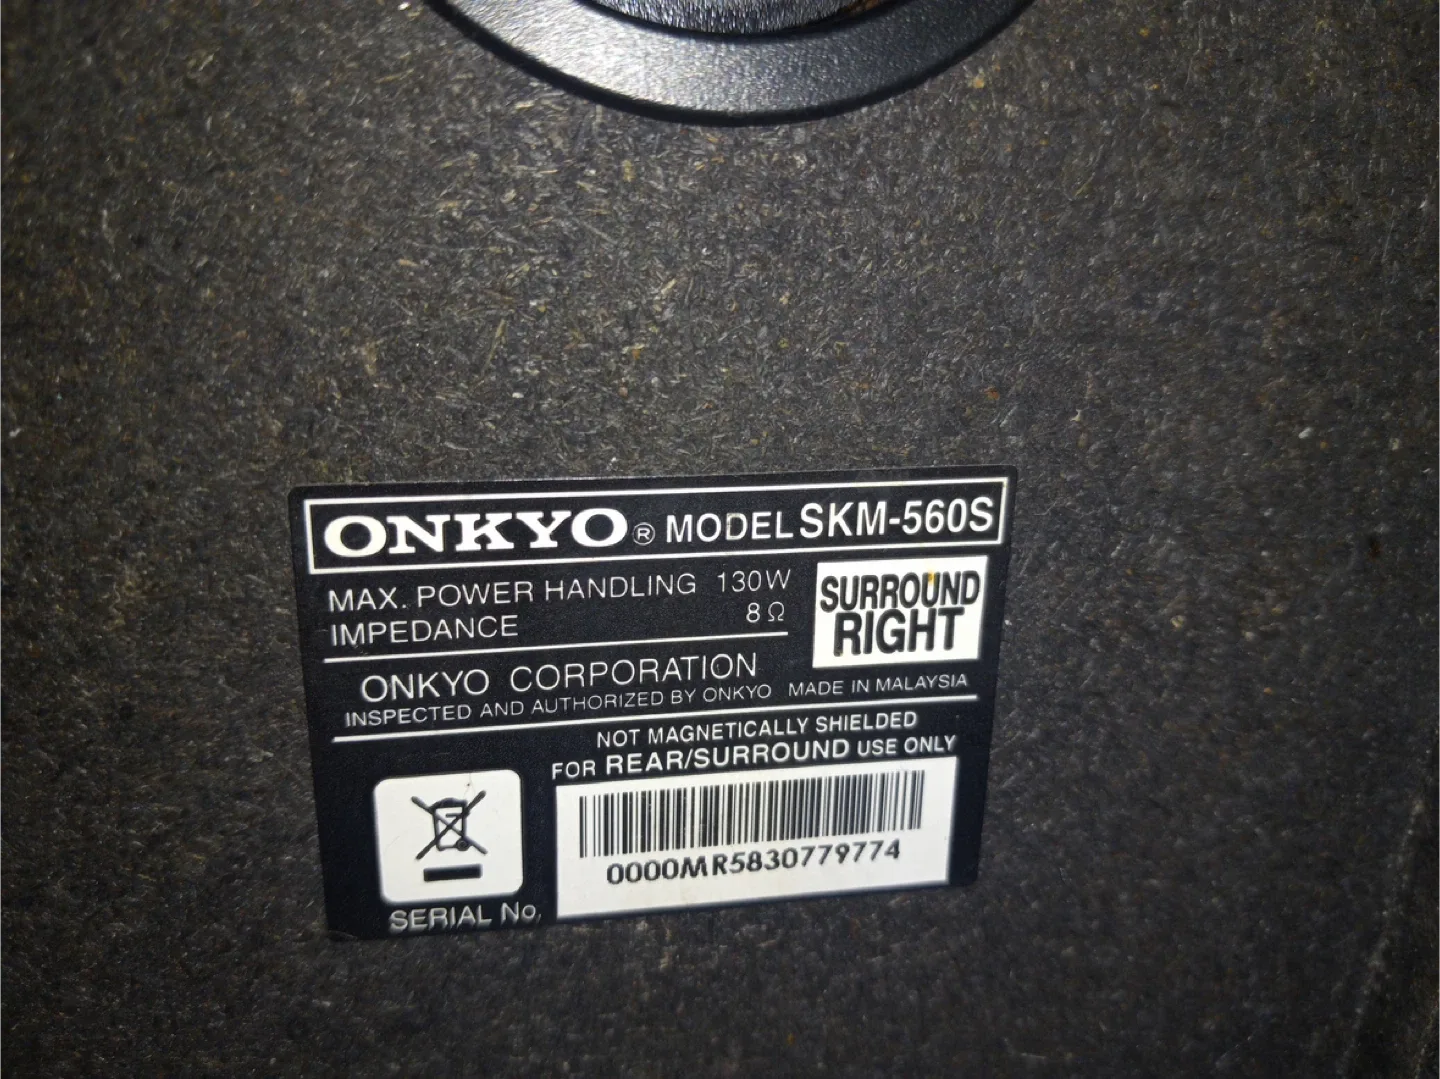 ONKYO® MODEL SKM-560S
MAX. POWER HANDLING 130W
IMPEDANCE 8Ω
SURROUND
RIGHT
ONKYO CORPORATION
INSPECTED AND AUTHORIZED BY ONKYO MADE IN MALAYSIA
NOT MAGNETICALLY SHIELDED
FOR REAR/SURROUND USE ONLY
0000MR5830779774
SERIAL No.